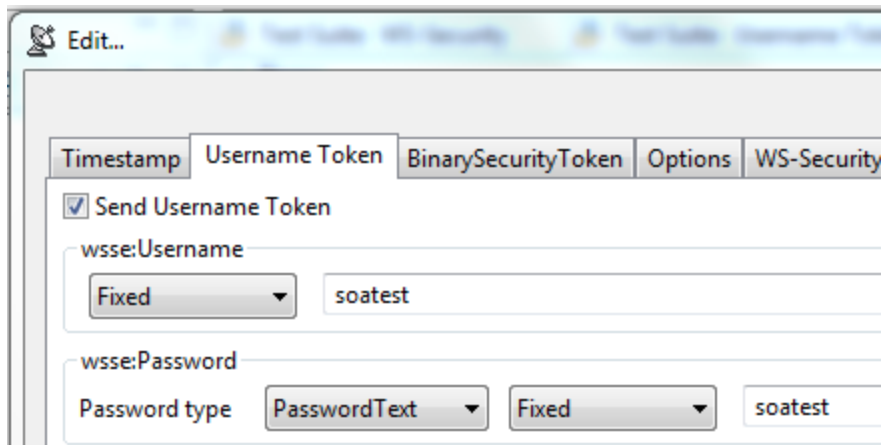 Edit...
Timestamp Username Token BinarySecurityToken Options WS-Security
Send Username Token
wsse:Username
Fixed soatest
wsse:Password
Password type PasswordText Fixed soatest